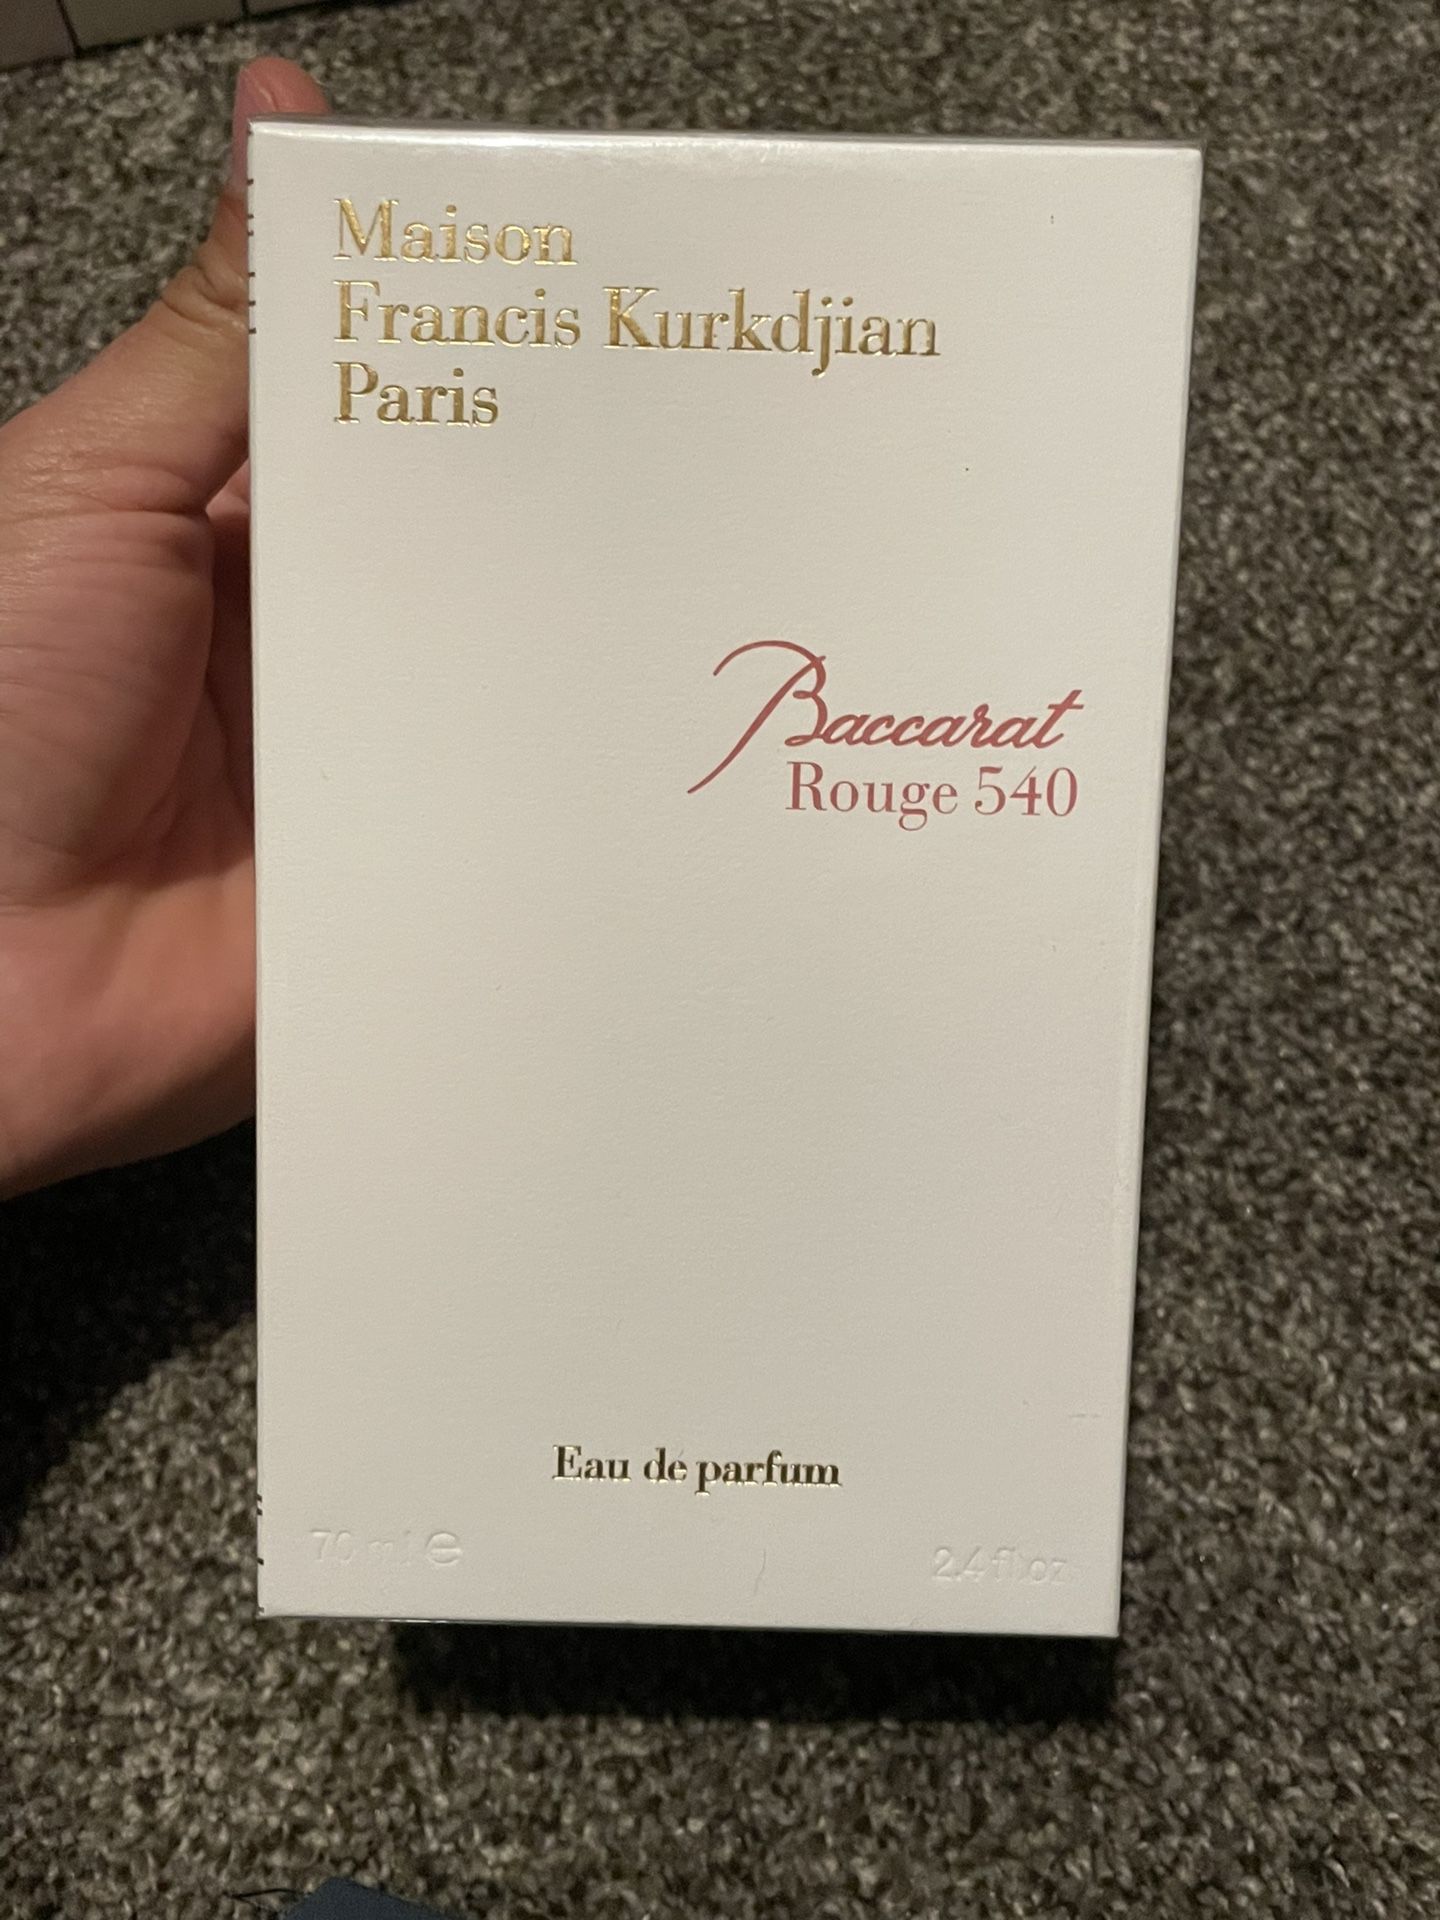 Maison
Francis Kurkdjian
Paris
Baccarat
Rouge 540
Eau de parfum
70 ml ℮
2.4 fl oz